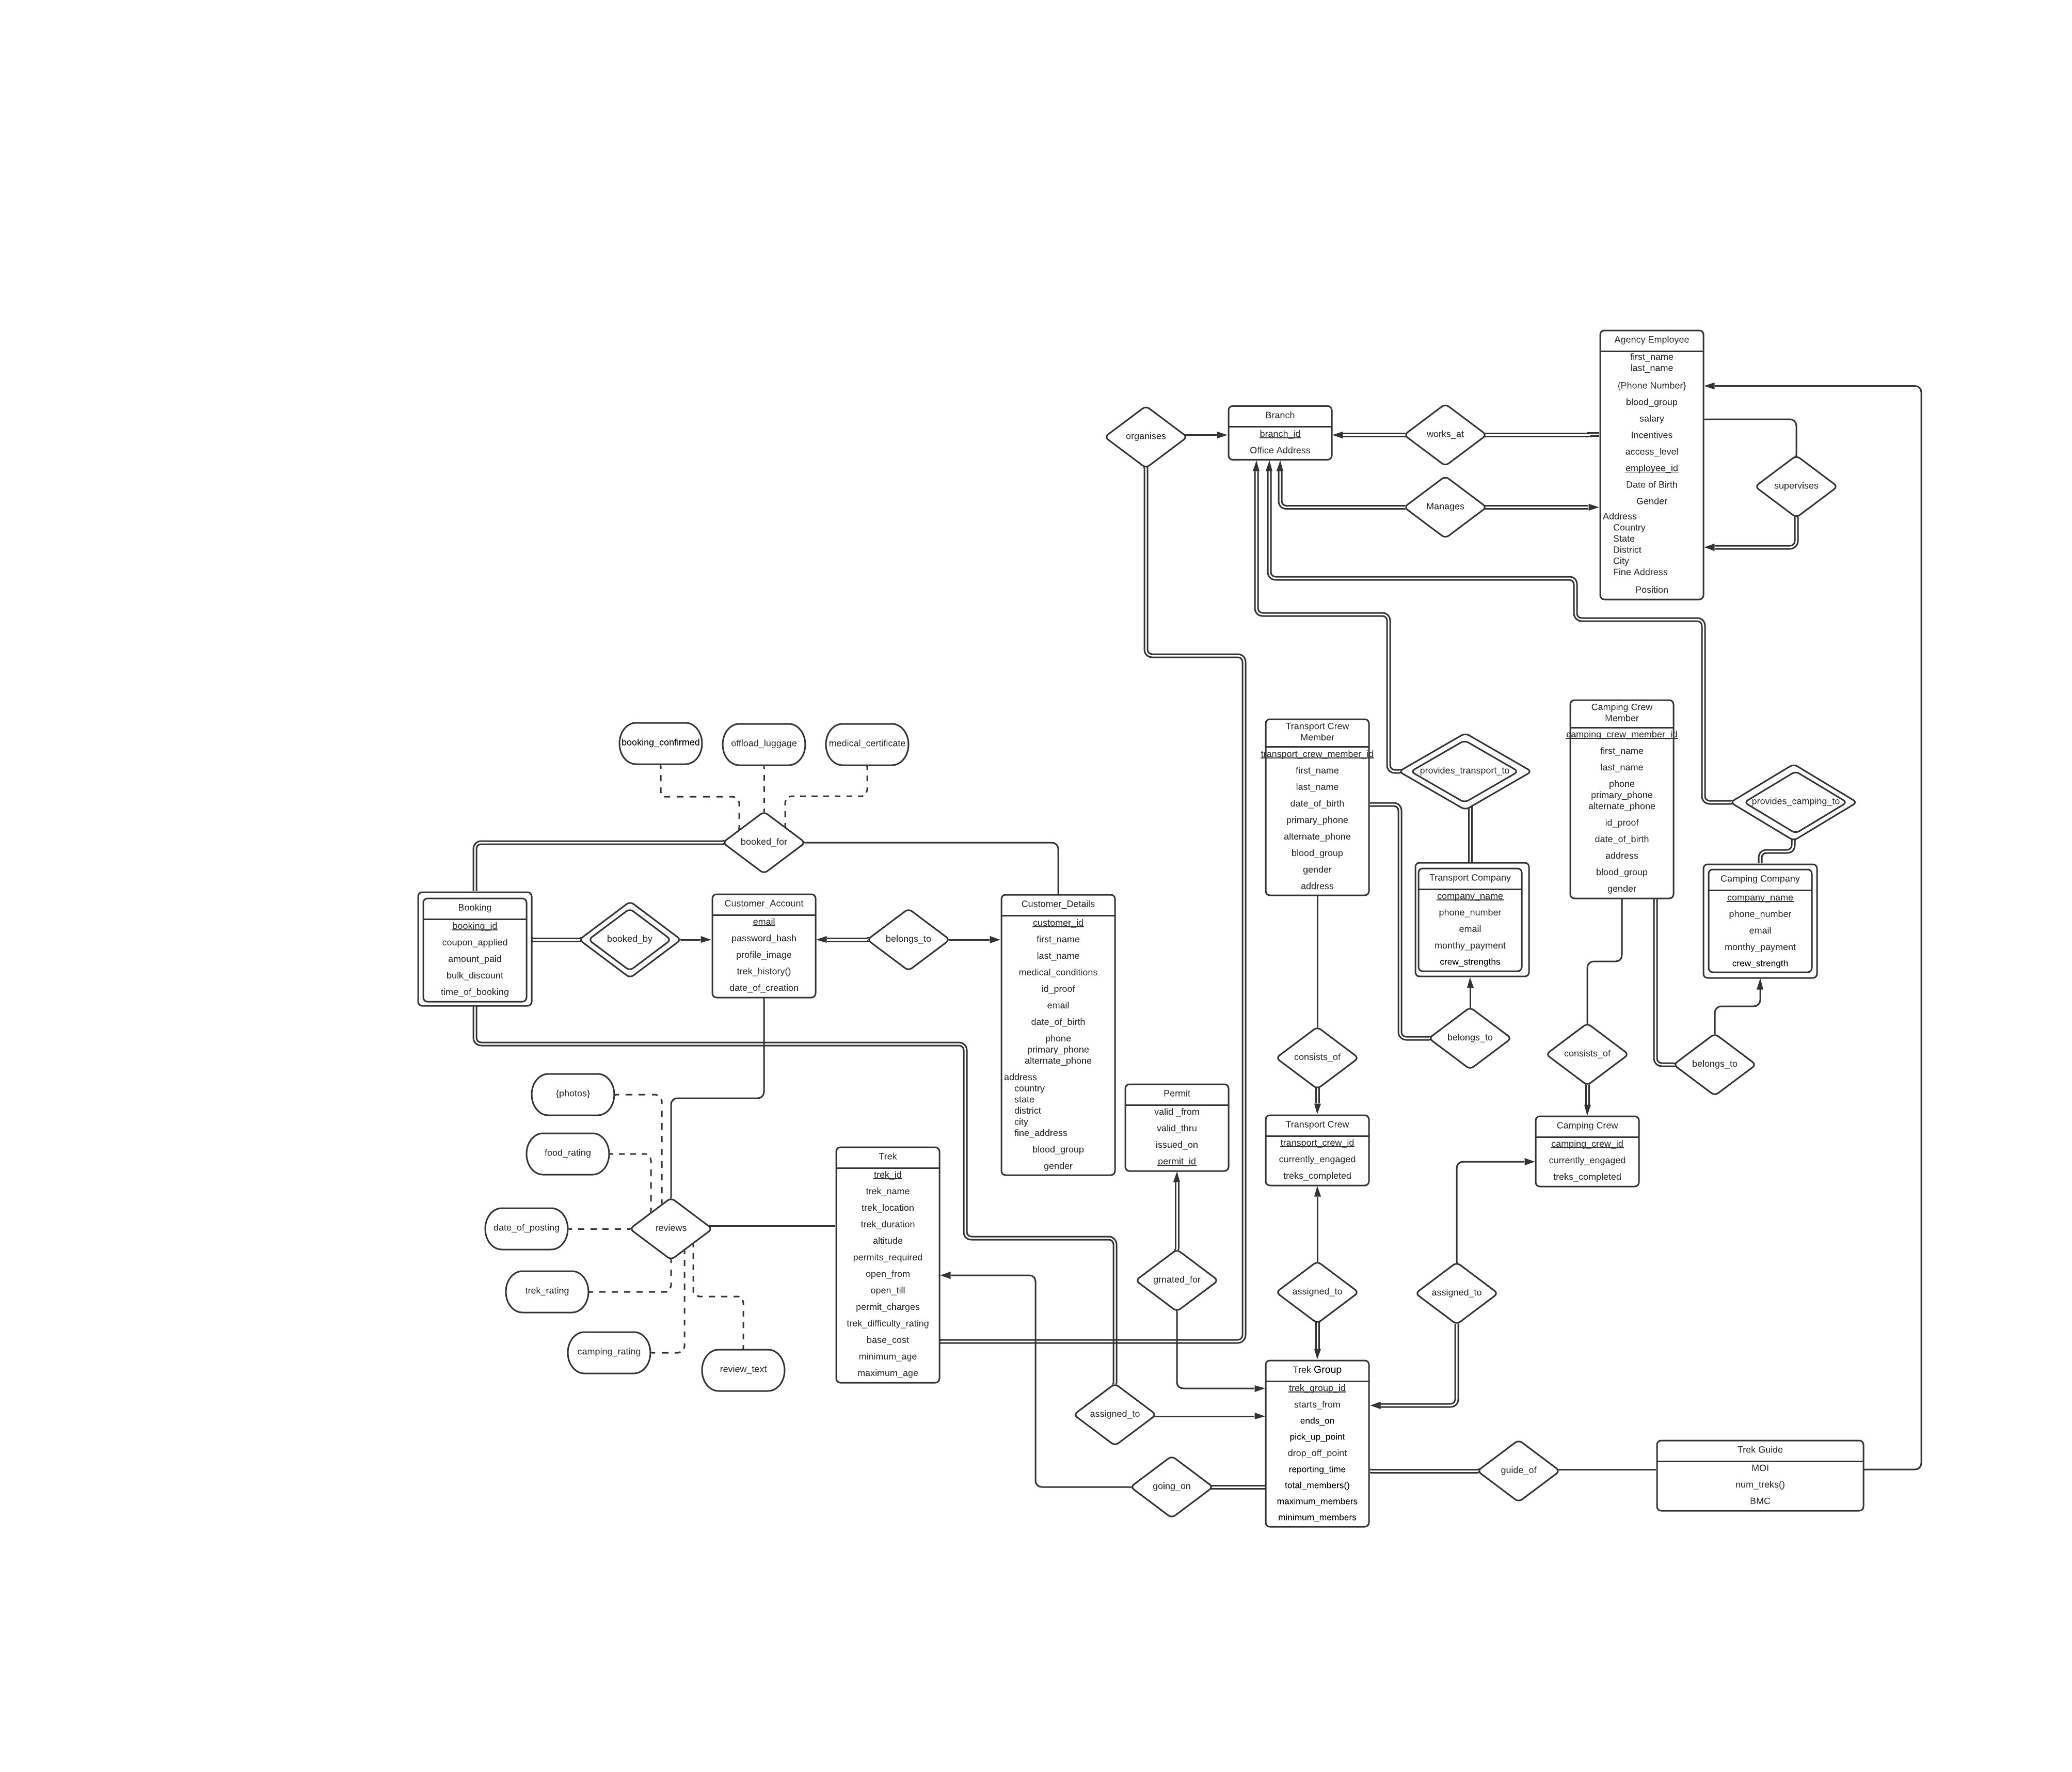 Agency Employee
first_name
last_name
{Phone Number}
blood_group
salary
Incentives
access_level
employee_id
Date of Birth
Gender
Address
Country
State
District
City
Fine Address
Position
organises
Branch
branch_id
Office Address
works_at
Manages
supervises
booking_confirmed
offload_luggage
medical_certificate
booked_for
Transport Crew
Member
transport_crew_member_id
first_name
last_name
date_of_birth
primary_phone
alternate_phone
blood_group
gender
address
provides_transport_to
Camping Crew
Member
camping_crew_member_id
first_name
last_name
phone
primary_phone
alternate_phone
id_proof
date_of_birth
address
blood_group
gender
provides_camping_to
Booking
booking_id
coupon_applied
amount_paid
bulk_discount
time_of_booking
booked_by
Customer_Account
email
password_hash
profile_image
trek_history()
date_of_creation
belongs_to
Customer_Details
customer_id
first_name
last_name
medical_conditions
id_proof
email
date_of_birth
phone
primary_phone
alternate_phone
address
country
state
district
city
fine_address
blood_group
gender
Transport Company
company_name
phone_number
email
monthy_payment
crew_strengths
Camping Company
company_name
phone_number
email
monthy_payment
crew_strength
consists_of
belongs_to
consists_of
belongs_to
{photos}
food_rating
date_of_posting
trek_rating
camping_rating
review_text
reviews
Trek
trek_id
trek_name
trek_location
trek_duration
altitude
permits_required
open_from
open_till
permit_charges
trek_difficulty_rating
base_cost
minimum_age
maximum_age
Permit
valid _from
valid_thru
issued_on
permit_id
Transport Crew
transport_crew_id
currently_engaged
treks_completed
Camping Crew
camping_crew_id
currently_engaged
treks_completed
grnated_for
assigned_to
assigned_to
assigned_to
going_on
Trek Group
trek_group_id
starts_from
ends_on
pick_up_point
drop_off_point
reporting_time
total_members()
maximum_members
minimum_members
guide_of
Trek Guide
MOI
num_treks()
BMC